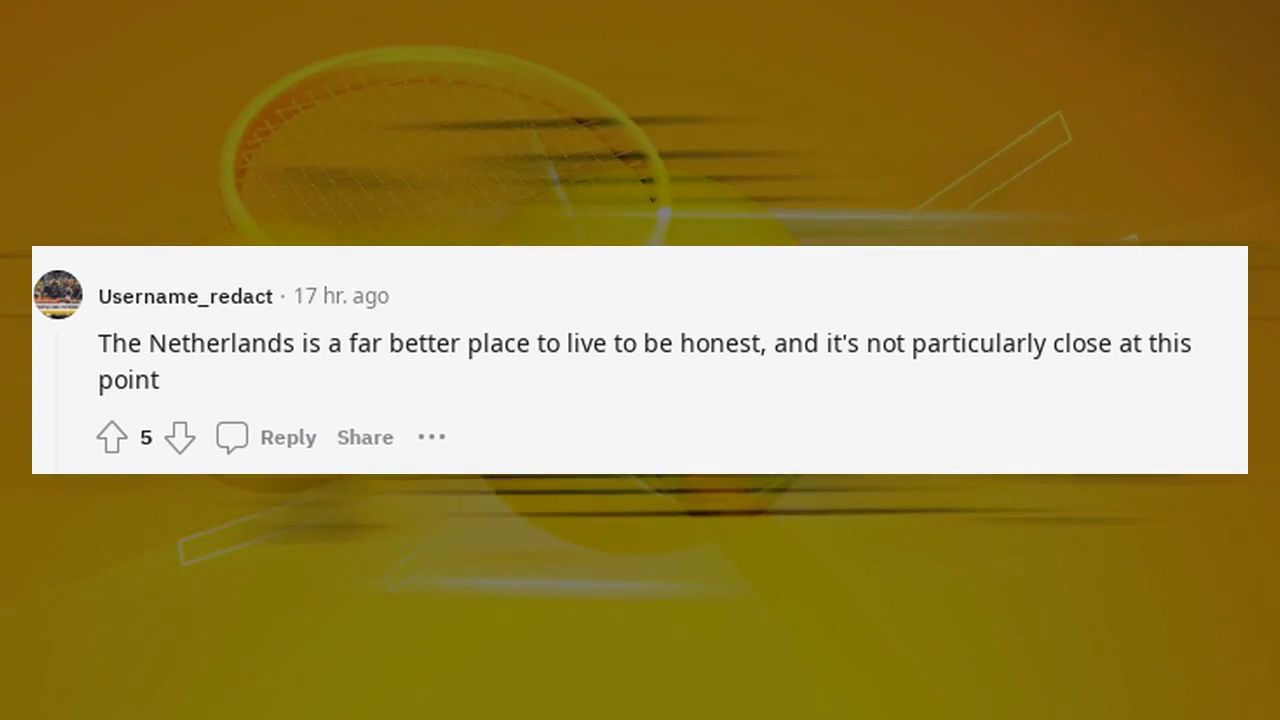 Username_redact · 17 hr. ago
The Netherlands is a far better place to live to be honest, and it's not particularly close at this
point
5 Reply Share